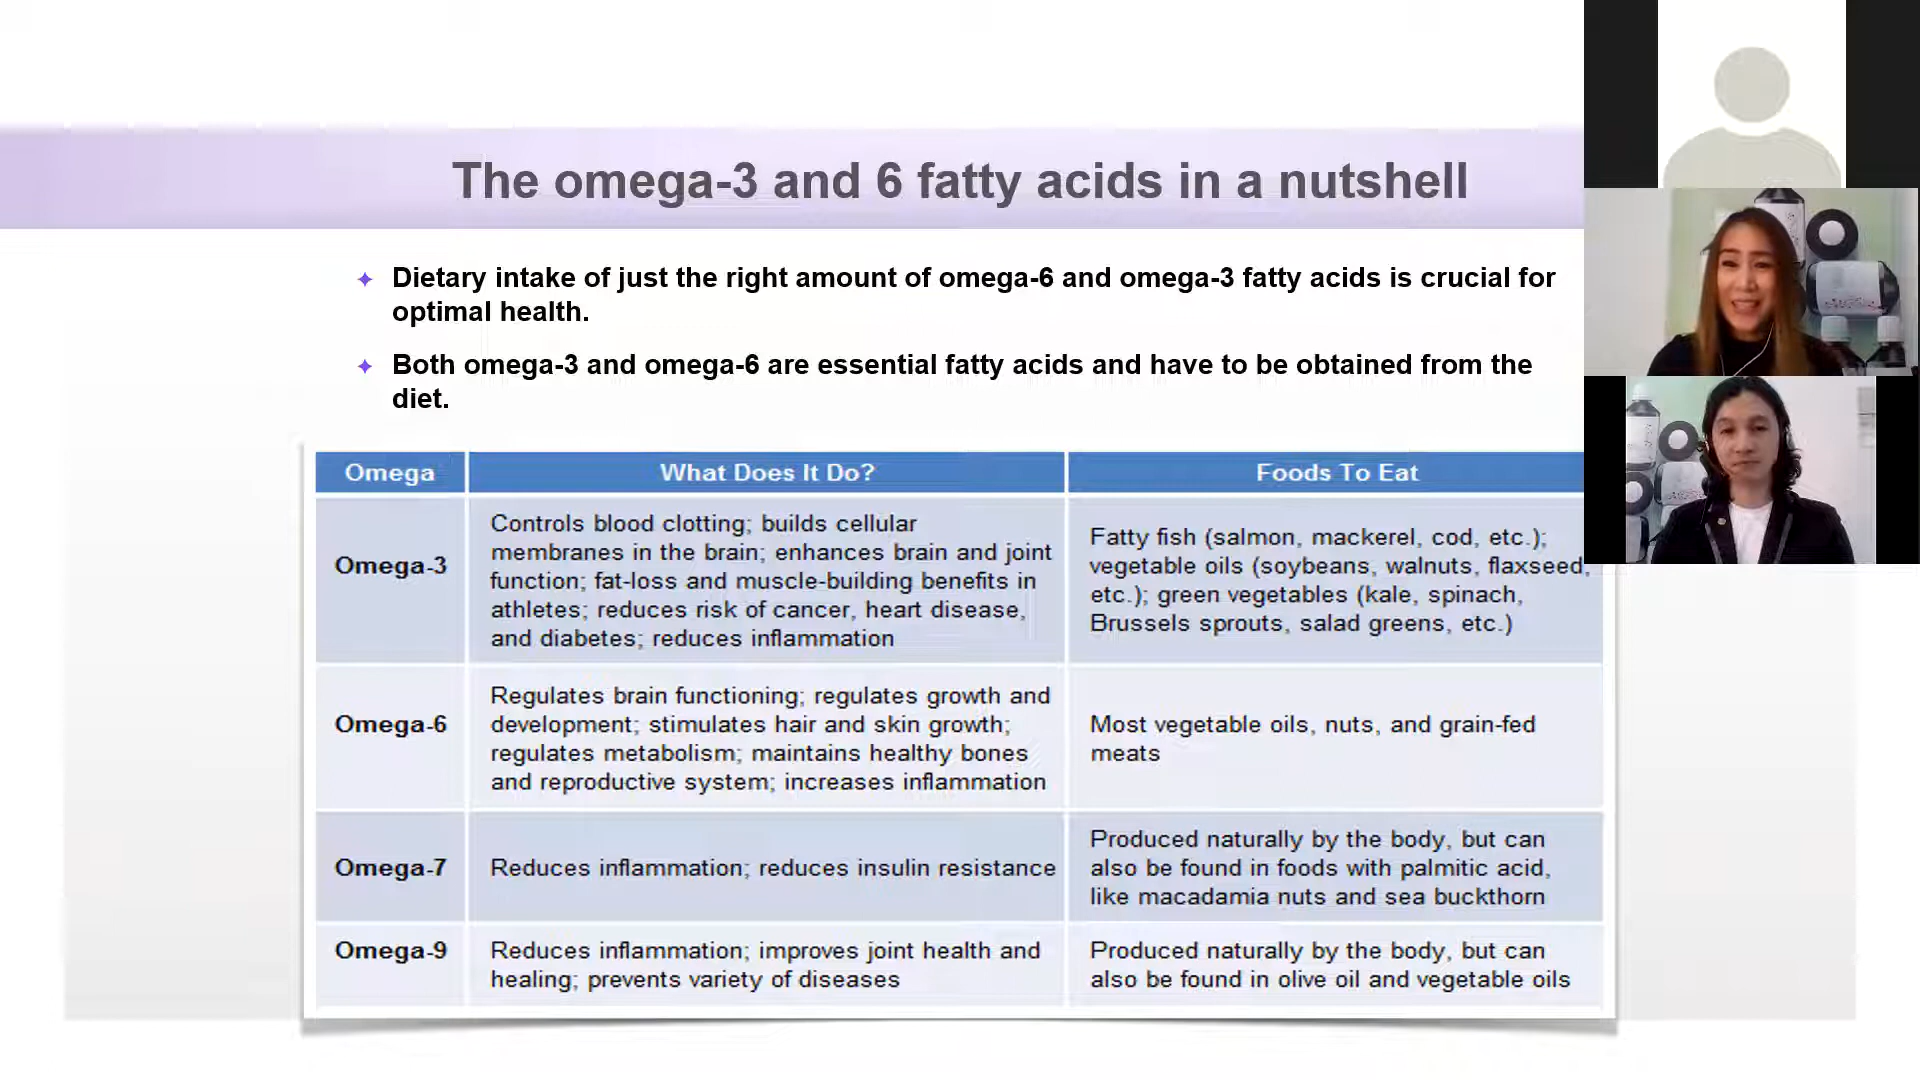 The omega-3 and 6 fatty acids in a nutshell
Dietary intake of just the right amount of omega-6 and omega-3 fatty acids is crucial for
optimal health.
Both omega-3 and omega-6 are essential fatty acids and have to be obtained from the
diet.
Omega
What Does It Do?
Foods To Eat
Omega-3
Controls blood clotting; builds cellular
membranes in the brain; enhances brain and joint
function; fat-loss and muscle-building benefits in
athletes; reduces risk of cancer, heart disease,
and diabetes; reduces inflammation
Fatty fish (salmon, mackerel, cod, etc.);
vegetable oils (soybeans, walnuts, flaxseed,
etc.); green vegetables (kale, spinach,
Brussels sprouts, salad greens, etc.)
Omega-6
Regulates brain functioning; regulates growth and
development; stimulates hair and skin growth;
regulates metabolism; maintains healthy bones
and reproductive system; increases inflammation
Most vegetable oils, nuts, and grain-fed
meats
Omega-7
Reduces inflammation; reduces insulin resistance
Produced naturally by the body, but can
also be found in foods with palmitic acid,
like macadamia nuts and sea buckthorn
Omega-9
Reduces inflammation; improves joint health and
healing; prevents variety of diseases
Produced naturally by the body, but can
also be found in olive oil and vegetable oils